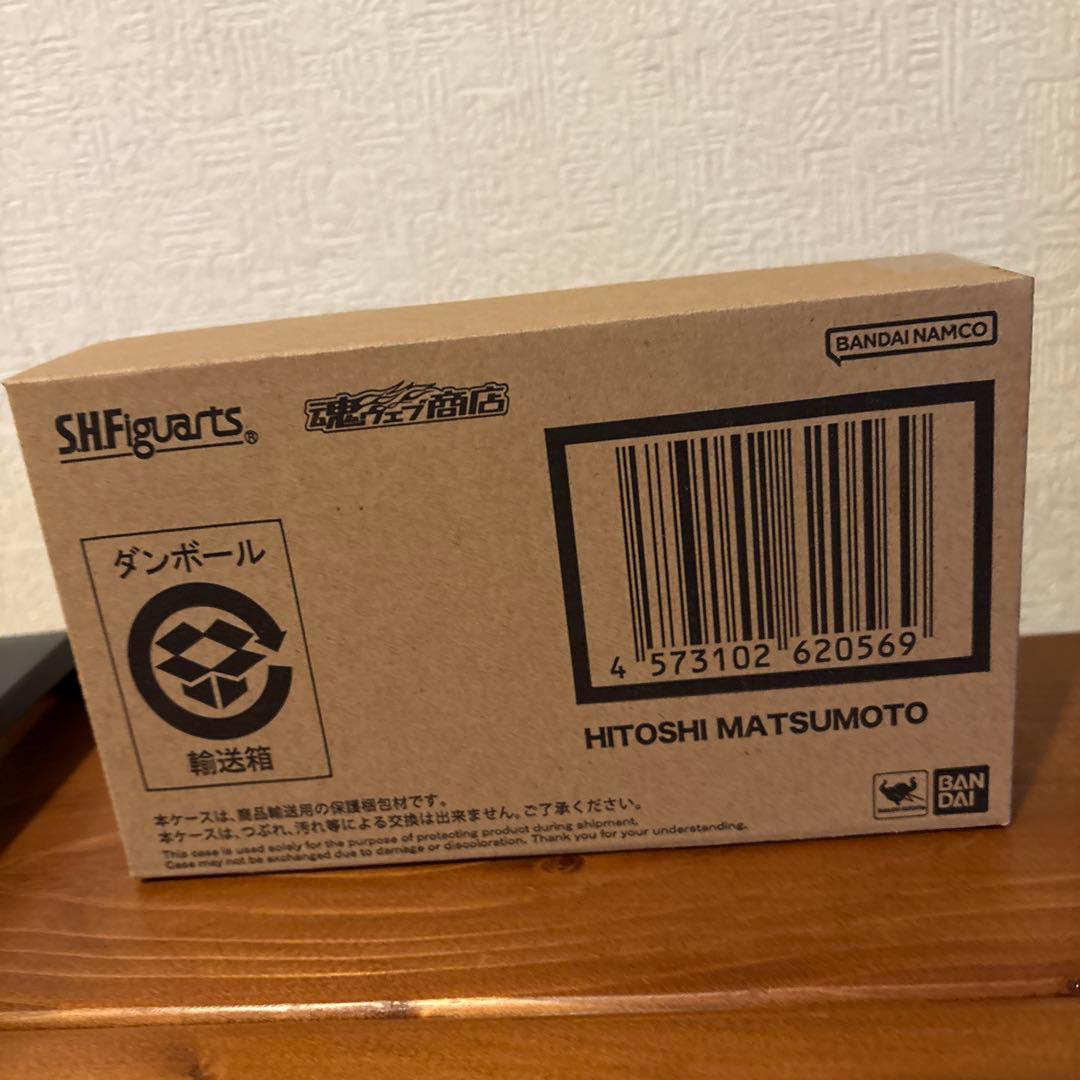 S.H.Figuarts®
魂ウェブ商店
BANDAI NAMCO
ダンボール
輸送箱
4 573102 620569
HITOSHI MATSUMOTO
BAN
DAI
本ケースは、商品輸送用の保護梱包材です。
本ケースは、つぶれ、汚れ等による交換は出来ません。ご了承ください。
This case is used solely for the purpose of protecting product during shipment.
Case may not be exchanged due to damage or discoloration. Thank you for your understanding.